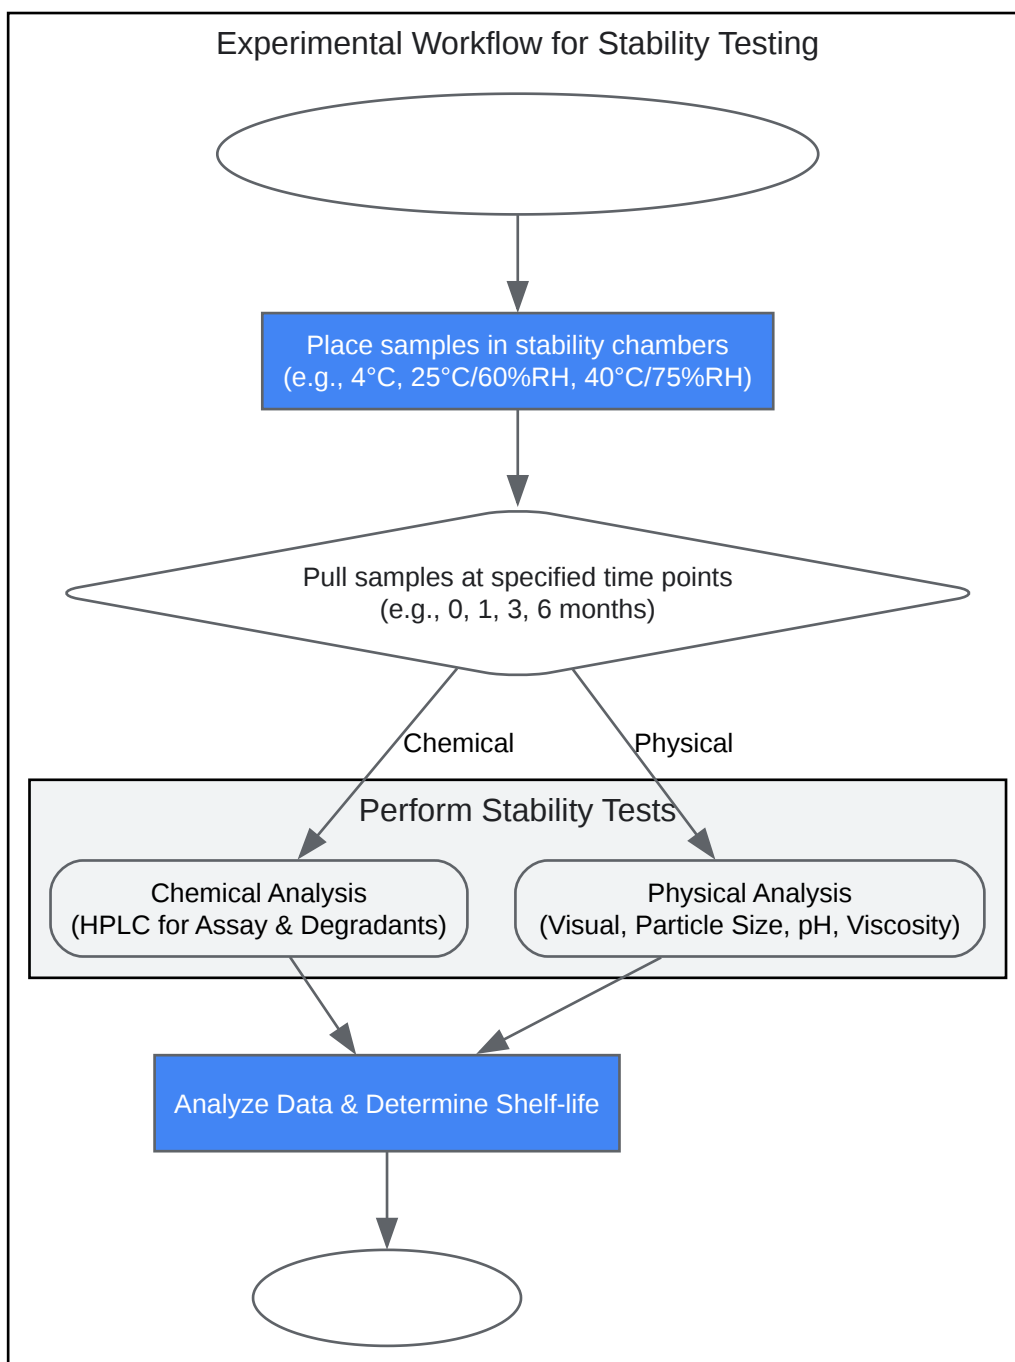 Experimental Workflow for Stability Testing
Place samples in stability chambers
(e.g., 4°C, 25°C/60%RH, 40°C/75%RH)
Pull samples at specified time points
(e.g., 0, 1, 3, 6 months)
Chemical
Physical
Perform Stability Tests
Chemical Analysis
(HPLC for Assay & Degradants)
Physical Analysis
(Visual, Particle Size, pH, Viscosity)
Analyze Data & Determine Shelf-life